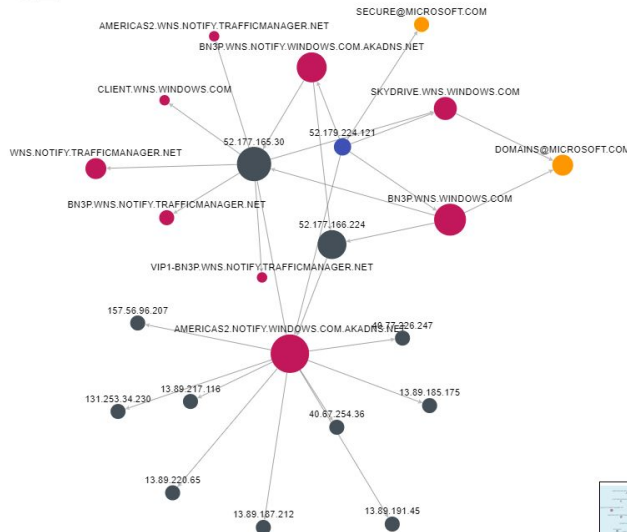 SECURE@MICROSOFT.COM
AMERICAS2.WNS.NOTIFY.TRAFFICMANAGER.NET
BN3P.WNS.NOTIFY.WINDOWS.COM.AKADNS.NET
CLIENT.WNS.WINDOWS.COM
SKYDRIVE.WNS.WINDOWS.COM
52.177.165.30
52.179.224.121
WNS.NOTIFY.TRAFFICMANAGER.NET
DOMAINS@MICROSOFT.COM
BN3P.WNS.NOTIFY.TRAFFICMANAGER.NET
BN3P.WNS.WINDOWS.COM
52.177.166.224
VIP1-BN3P.WNS.NOTIFY.TRAFFICMANAGER.NET
157.56.96.207
AMERICAS2.NOTIFY.WINDOWS.COM.AKADNS.NET
40.77.226.247
13.89.217.116
131.253.34.230
13.89.185.175
40.67.254.36
13.89.220.65
13.89.187.212
13.89.191.45